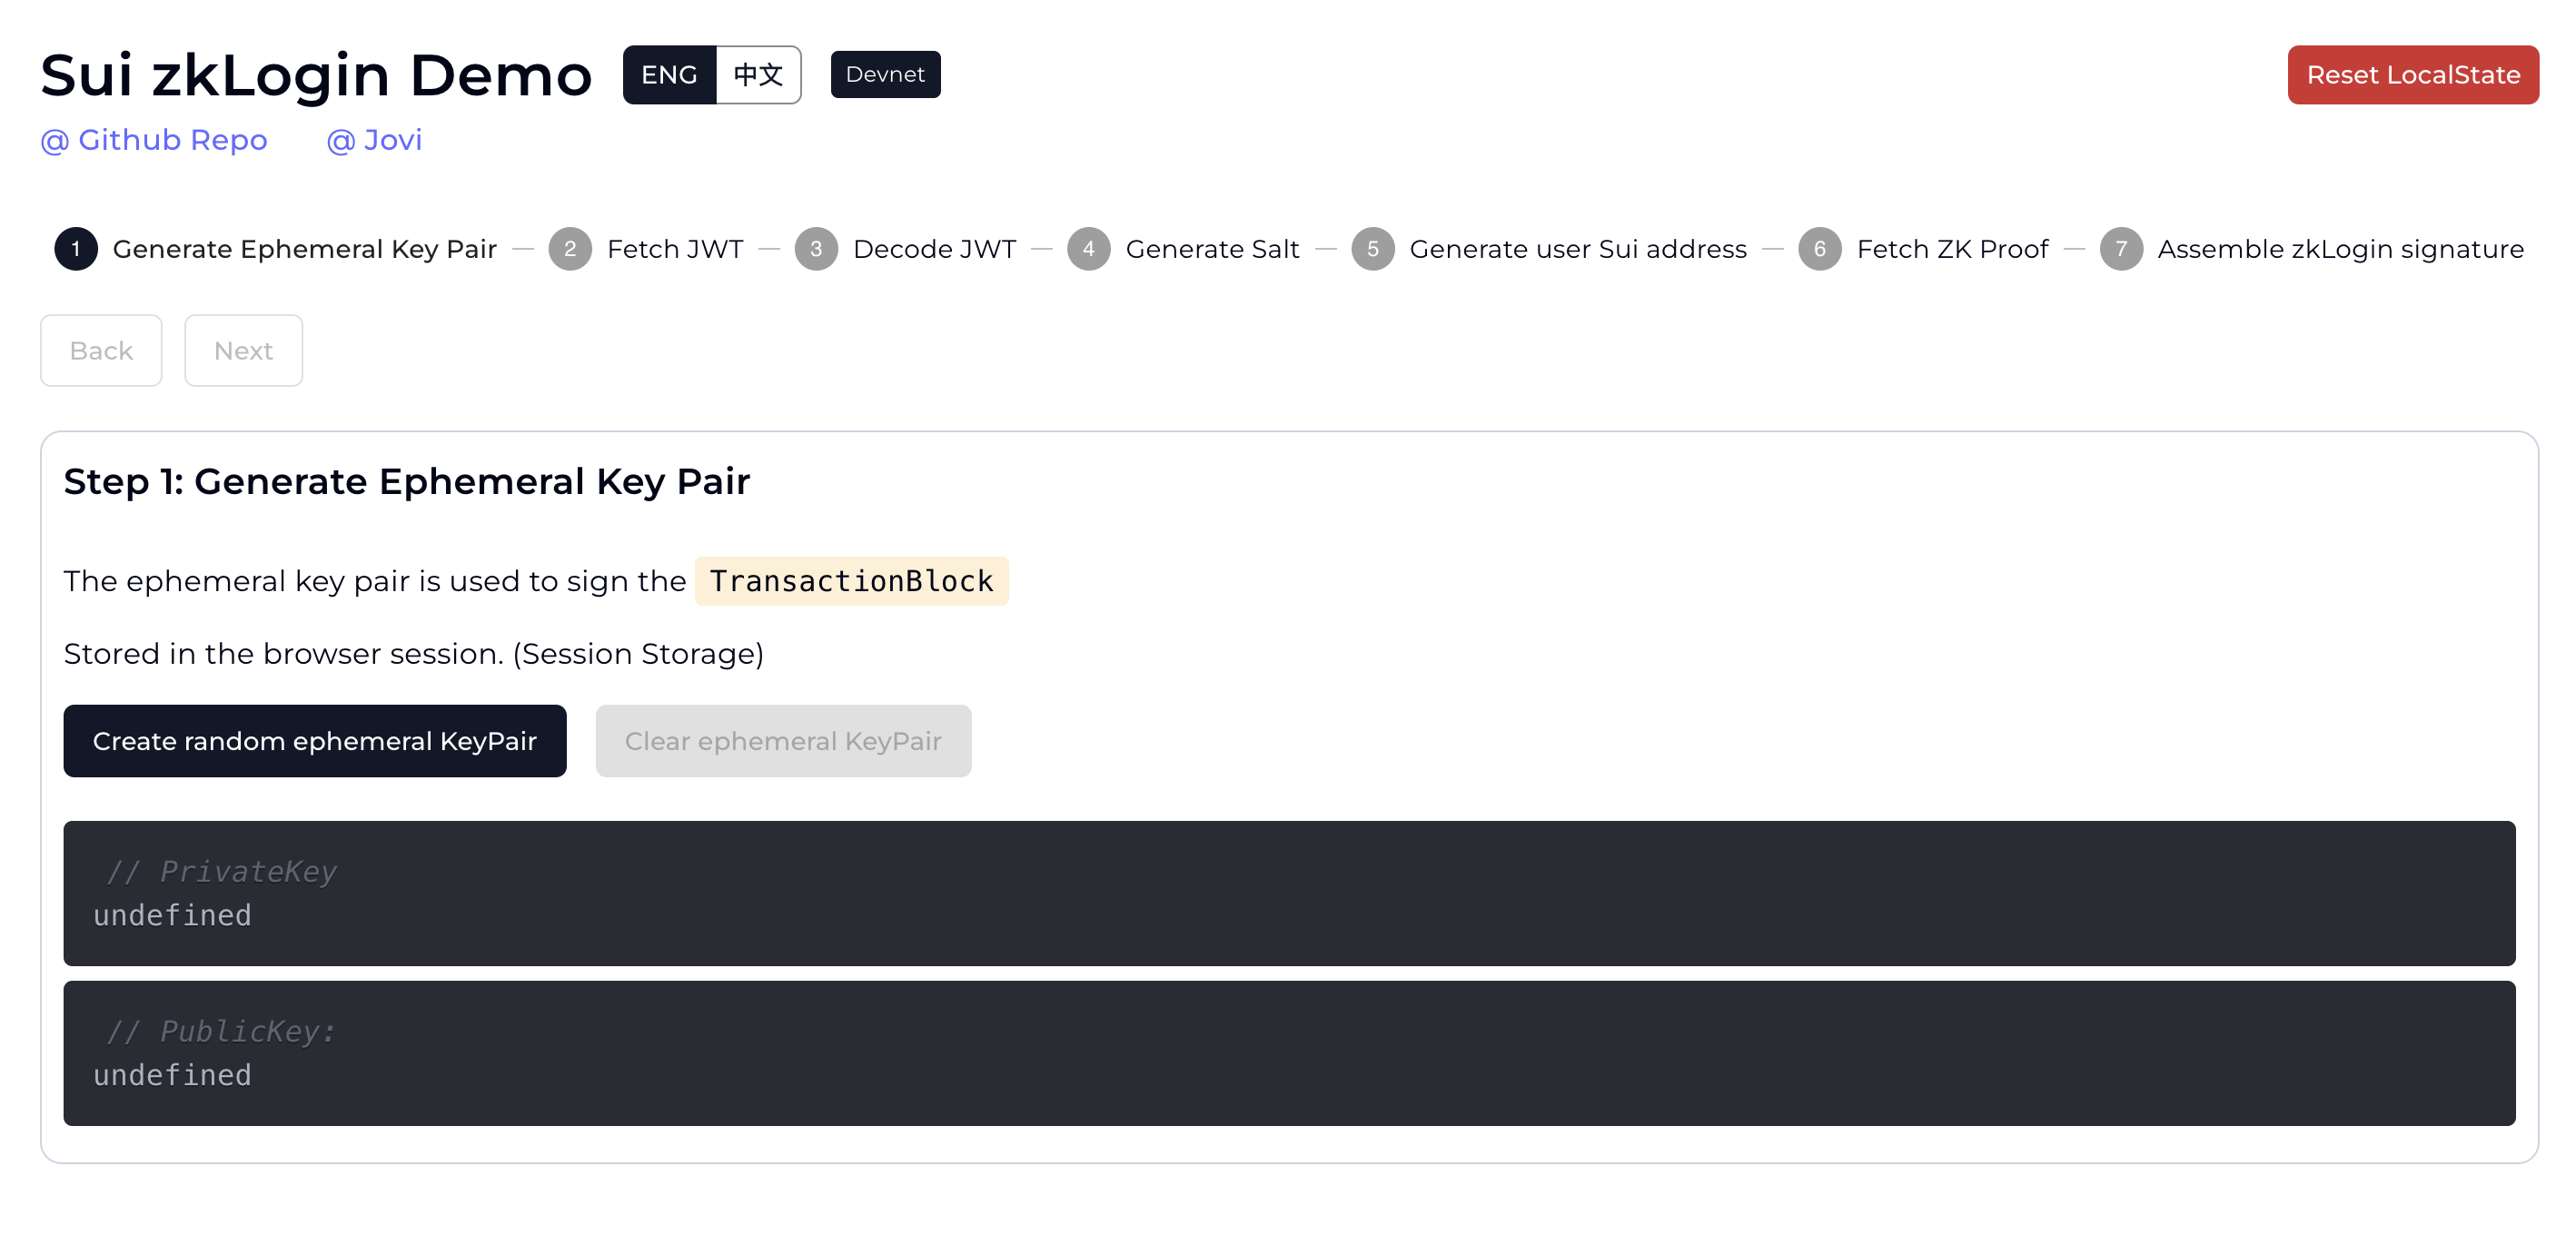 Sui zkLogin Demo ENG 中文 Devnet Reset LocalState
@ Github Repo @ Jovi
1 Generate Ephemeral Key Pair 2 Fetch JWT 3 Decode JWT 4 Generate Salt 5 Generate user Sui address 6 Fetch ZK Proof 7 Assemble zkLogin signature
Back Next
Step 1: Generate Ephemeral Key Pair
The ephemeral key pair is used to sign the TransactionBlock
Stored in the browser session. (Session Storage)
Create random ephemeral KeyPair Clear ephemeral KeyPair
// PrivateKey
undefined
// PublicKey:
undefined